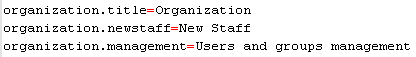 organization.title=Organization
organization.newstaff=New Staff
organization.management=Users and groups management